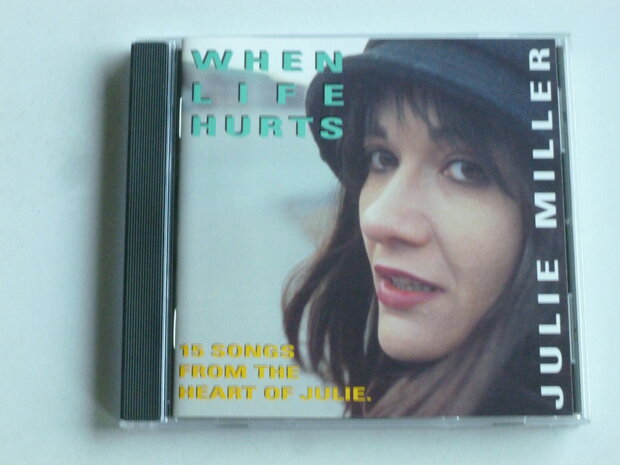 WHEN
LIFE
HURTS
JULIE MILLER
15 SONGS
FROM THE
HEART OF JULIE.